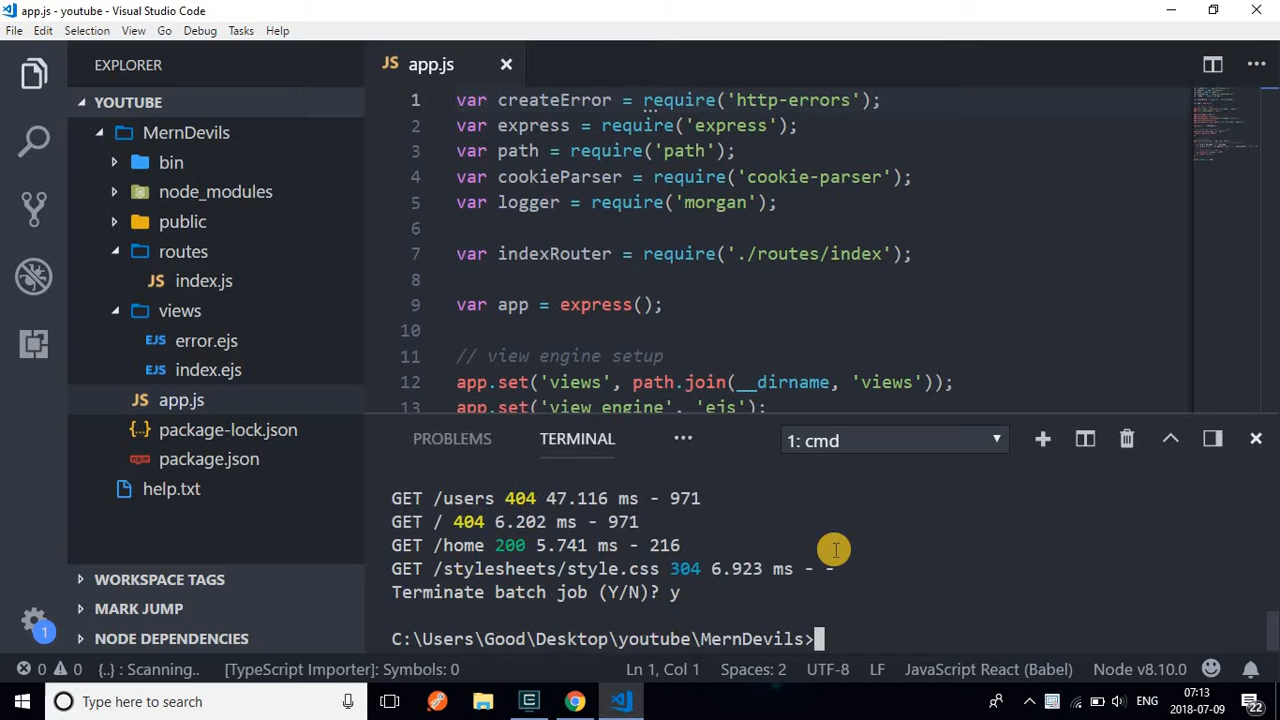 app.js - youtube - Visual Studio Code
File Edit Selection View Go Debug Tasks Help
EXPLORER
YOUTUBE
MernDevils
bin
node_modules
public
routes
JS index.js
views
EJS error.ejs
EJS index.ejs
JS app.js
{..} package-lock.json
package.json
help.txt
WORKSPACE TAGS
MARK JUMP
NODE DEPENDENCIES
JS app.js
1 var createError = require('http-errors');
2 var express = require('express');
3 var path = require('path');
4 var cookieParser = require('cookie-parser');
5 var logger = require('morgan');
6
7 var indexRouter = require('./routes/index');
8
9 var app = express();
10
11 // view engine setup
12 app.set('views', path.join(__dirname, 'views'));
13 app.set('view engine', 'ejs');
PROBLEMS TERMINAL ••• 1: cmd
GET /users 404 47.116 ms - 971
GET / 404 6.202 ms - 971
GET /home 200 5.741 ms - 216
GET /stylesheets/style.css 304 6.923 ms - -
Terminate batch job (Y/N)? y
C:\Users\Good\Desktop\youtube\MernDevils>
1
0 0 {..} : Scanning.. [TypeScript Importer]: Symbols: 0 Ln 1, Col 1 Spaces: 2 UTF-8 LF JavaScript React (Babel) Node v8.10.0
Type here to search
ENG
07:13
2018-07-09
22